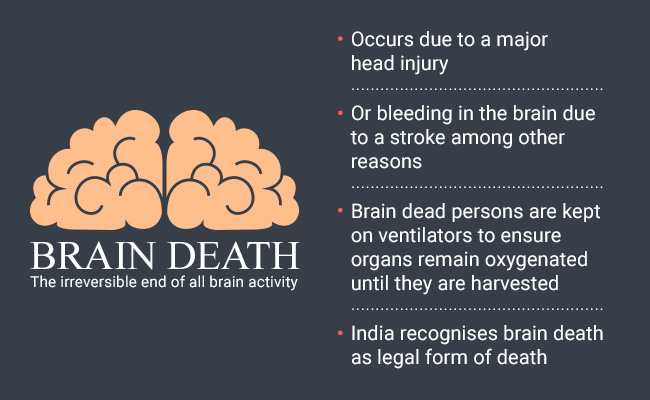 BRAIN DEATH
The irreversible end of all brain activity
• Occurs due to a major
head injury
• Or bleeding in the brain due
to a stroke among other
reasons
• Brain dead persons are kept
on ventilators to ensure
organs remain oxygenated
until they are harvested
• India recognises brain death
as legal form of death